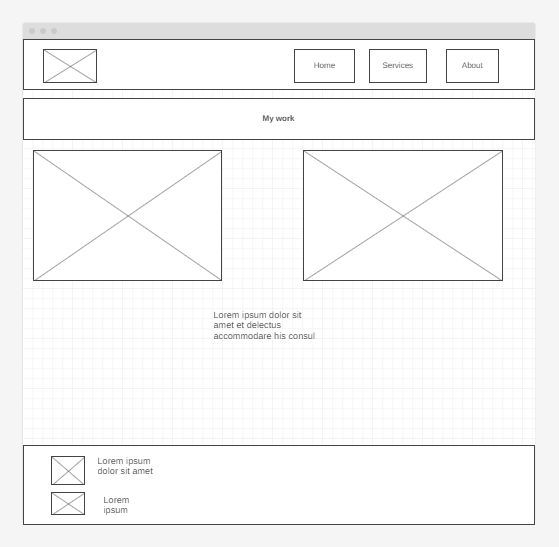 Home
Services
About
My work
Lorem ipsum dolor sit
amet et delectus
accommodare his consul
Lorem ipsum
dolor sit amet
Lorem
ipsum